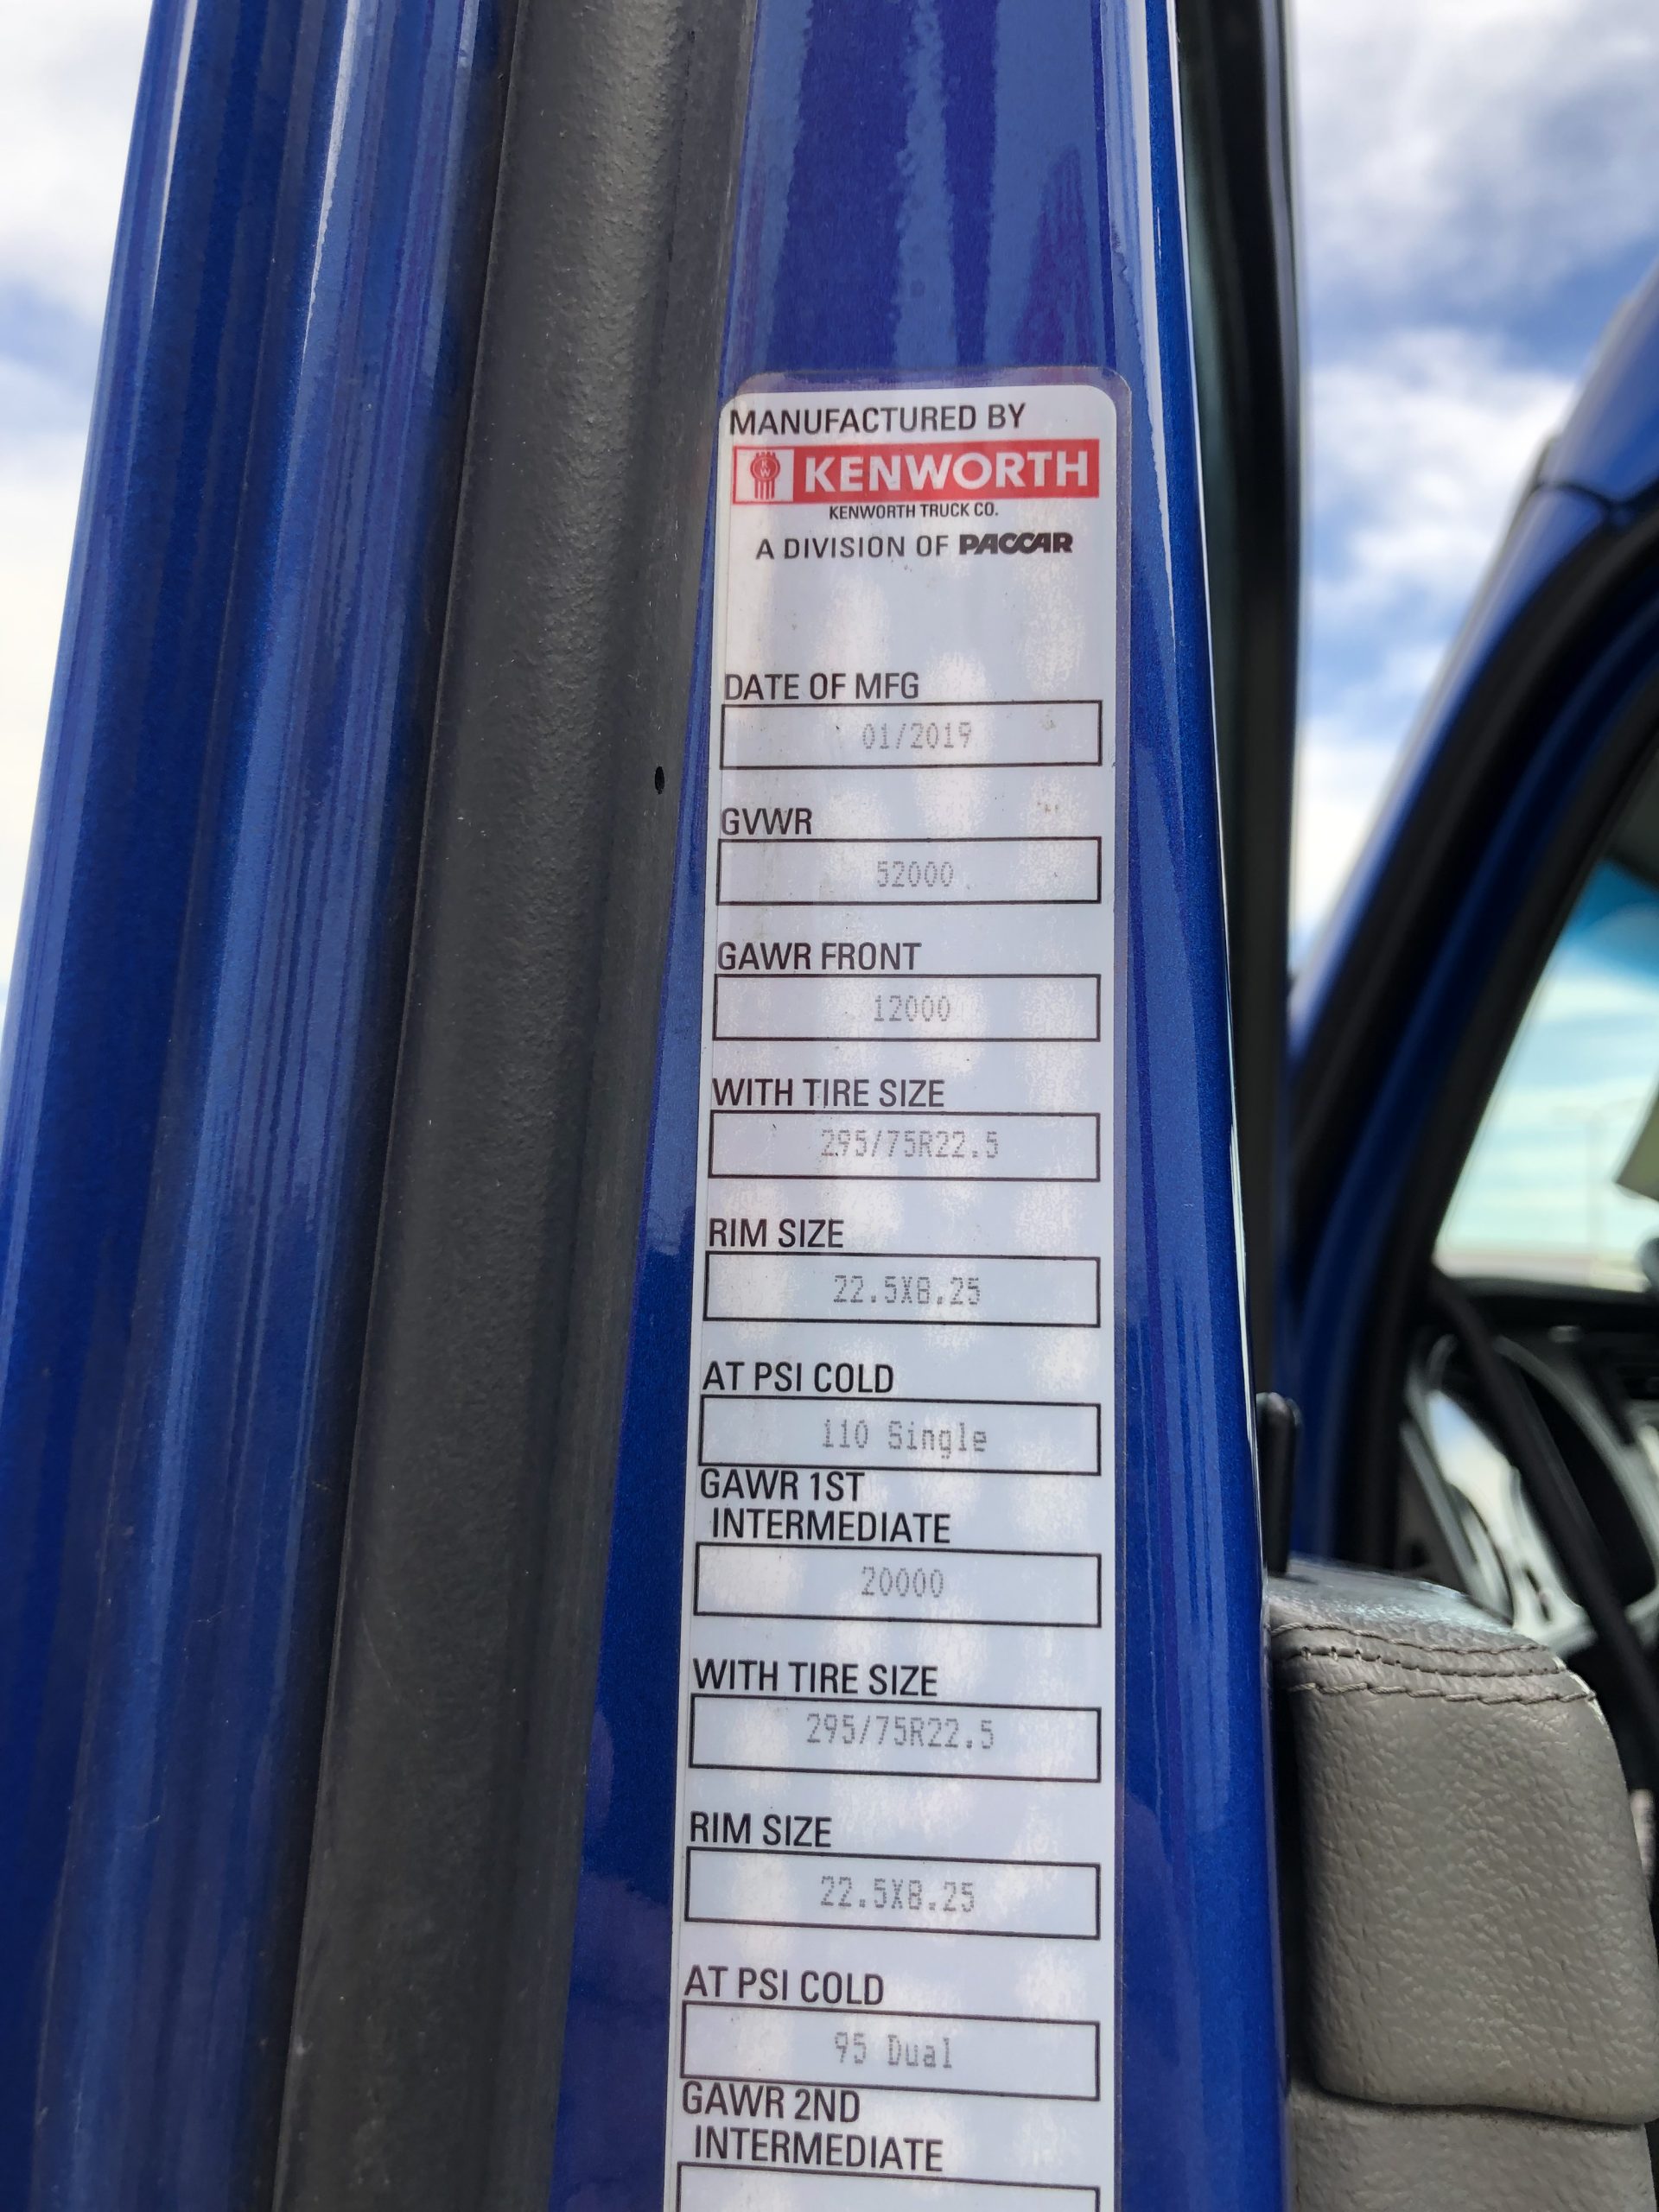 MANUFACTURED BY
KW KENWORTH
KENWORTH TRUCK CO.
A DIVISION OF PACCAR
DATE OF MFG
01/2019
GVWR
52000
GAWR FRONT
12000
WITH TIRE SIZE
295/75R22.5
RIM SIZE
22.5X8.25
AT PSI COLD
110 Single
GAWR 1ST
INTERMEDIATE
20000
WITH TIRE SIZE
295/75R22.5
RIM SIZE
22.5X8.25
AT PSI COLD
95 Dual
GAWR 2ND
INTERMEDIATE